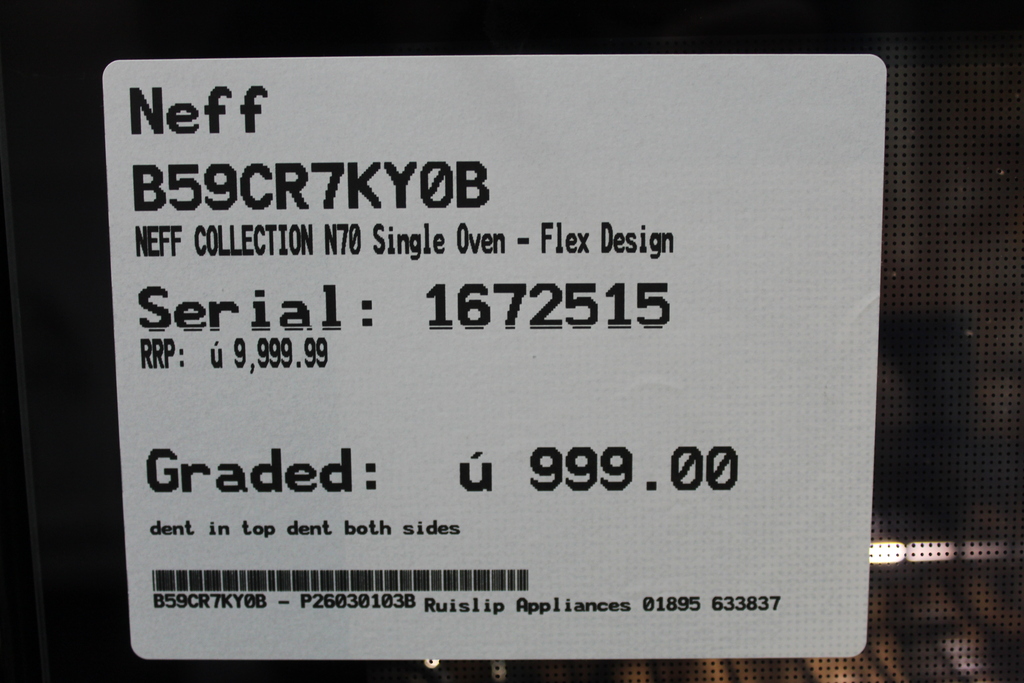 Neff
B59CR7KY0B
NEFF COLLECTION N70 Single Oven - Flex Design
Serial: 1672515
RRP: ú 9,999.99
Graded: ú 999.00
dent in top dent both sides
B59CR7KY0B - P26030103B Ruislip Appliances 01895 633837